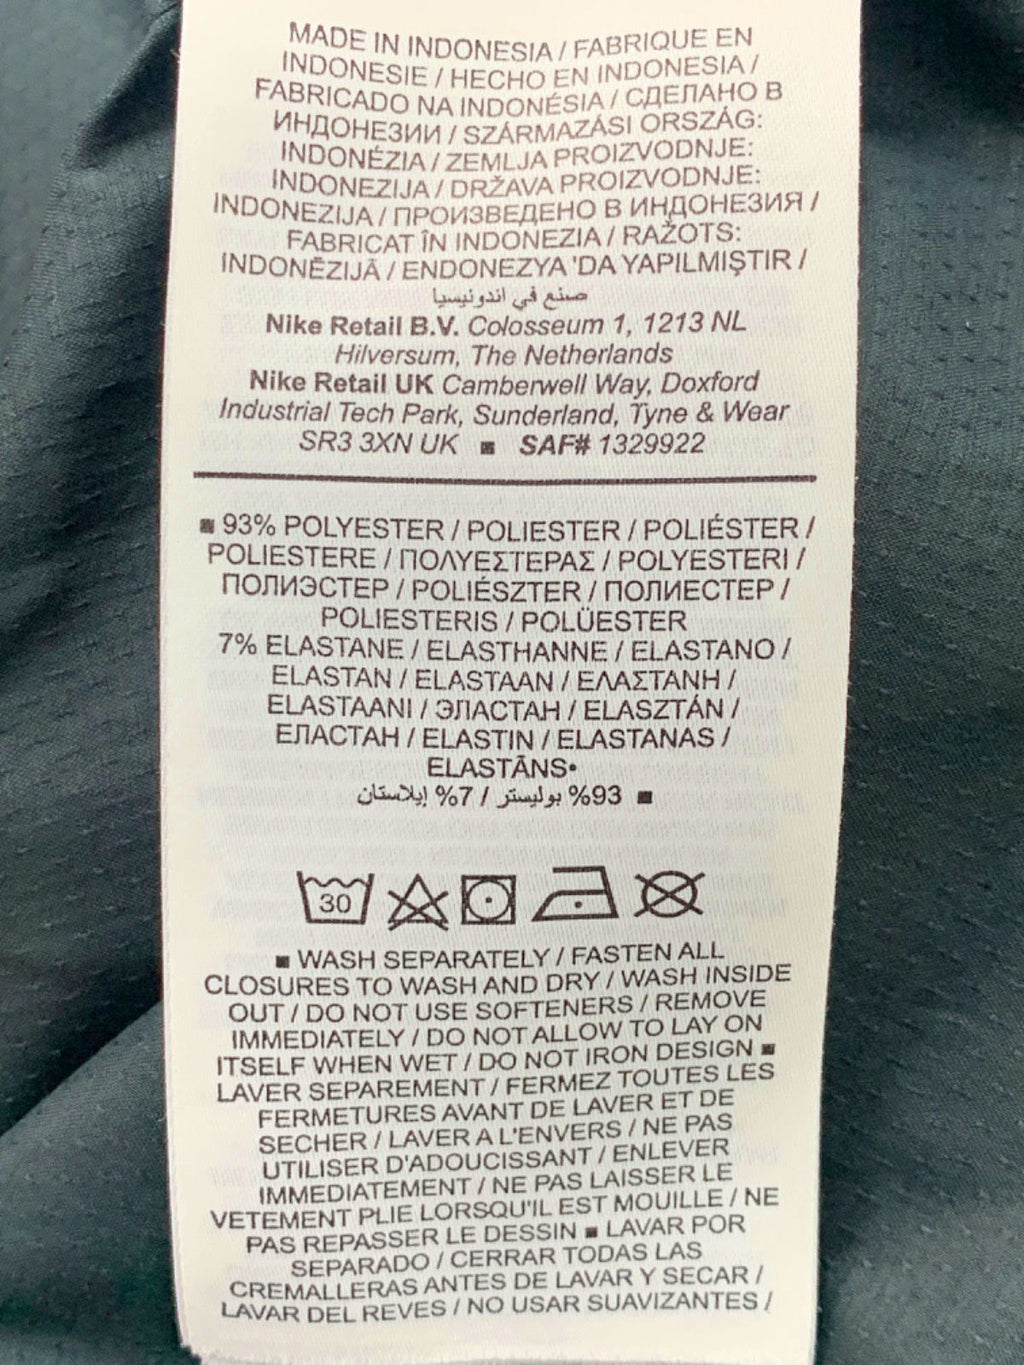 MADE IN INDONESIA / FABRIQUE EN
INDONESIE / HECHO EN INDONESIA /
FABRICADO NA INDONÉSIA / СДЕЛАНО В
ИНДОНЕЗИИ / SZÁRMAZÁSI ORSZÁG:
INDONÉZIA / ZEMLJA PROIZVODNJE:
INDONEZIJA / DRŽAVA PROIZVODNJE:
INDONEZIJA / ПРОИЗВЕДЕНО В ИНДОНЕЗИЯ /
FABRICAT ÎN INDONEZIA / RAŽOTS:
INDONĒZIJĀ / ENDONEZYA 'DA YAPILMIŞTIR /
صنع في اندونيسيا
Nike Retail B.V. Colosseum 1, 1213 NL
Hilversum, The Netherlands
Nike Retail UK Camberwell Way, Doxford
Industrial Tech Park, Sunderland, Tyne & Wear
SR3 3XN UK ■ SAF# 1329922
■ 93% POLYESTER / POLIESTER / POLIÉSTER /
POLIESTERE / ΠΟΛΥΕΣΤΕΡΑΣ / POLYESTERI /
ПОЛИЭСТЕР / POLIÉSZTER / ПОЛИЕСТЕР /
POLIESTERIS / POLÜESTER
7% ELASTANE / ELASTHANNE / ELASTANO /
ELASTAN / ELASTAAN / ΕΛΑΣΤΑΝΗ /
ELASTAANI / ЭЛАСТАН / ELASZTÁN /
ЕЛАСТАН / ELASTIN / ELASTANAS /
ELASTĀNS•
■ 93% بوليستر / 7% إيلاستان
30
■ WASH SEPARATELY / FASTEN ALL
CLOSURES TO WASH AND DRY / WASH INSIDE
OUT / DO NOT USE SOFTENERS / REMOVE
IMMEDIATELY / DO NOT ALLOW TO LAY ON
ITSELF WHEN WET / DO NOT IRON DESIGN ■
LAVER SEPAREMENT / FERMEZ TOUTES LES
FERMETURES AVANT DE LAVER ET DE
SECHER / LAVER A L'ENVERS / NE PAS
UTILISER D'ADOUCISSANT / ENLEVER
IMMEDIATEMENT / NE PAS LAISSER LE
VETEMENT PLIE LORSQU'IL EST MOUILLE / NE
PAS REPASSER LE DESSIN ■ LAVAR POR
SEPARADO / CERRAR TODAS LAS
CREMALLERAS ANTES DE LAVAR Y SECAR /
LAVAR DEL REVES / NO USAR SUAVIZANTES /